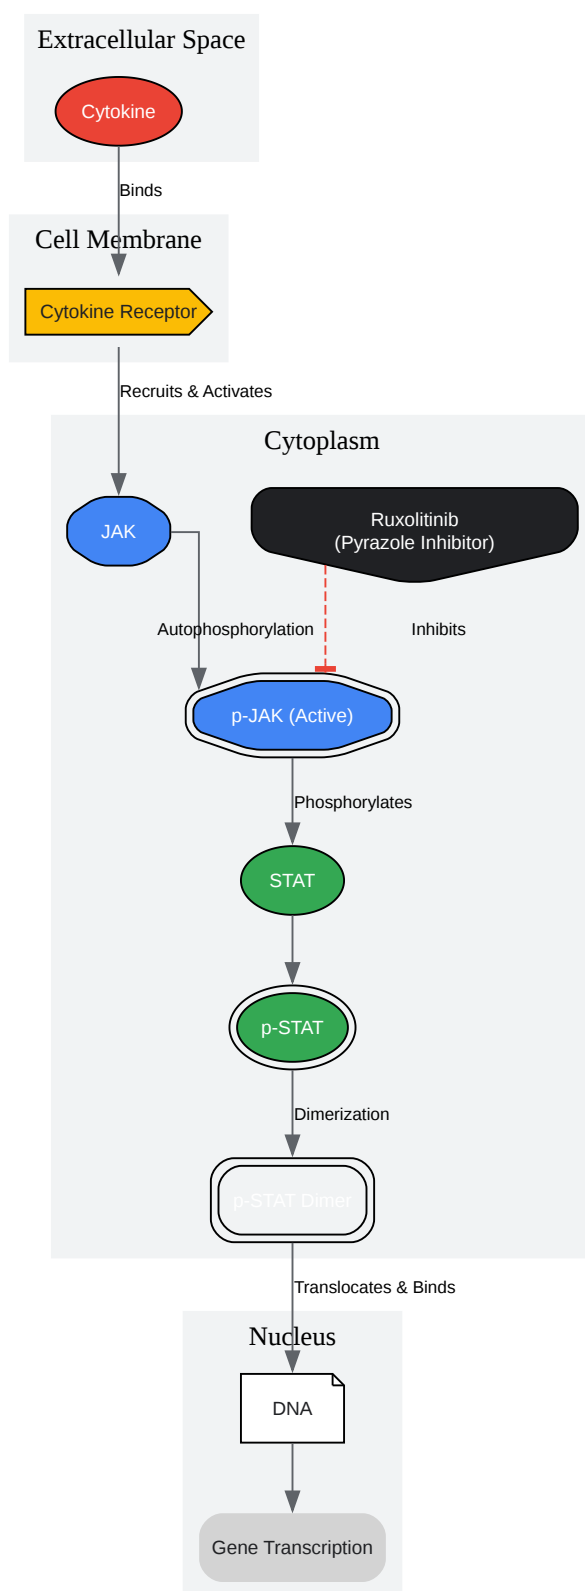 Extracellular Space
Cytokine
Binds
Cell Membrane
Cytokine Receptor
Recruits & Activates
Cytoplasm
JAK
Ruxolitinib
(Pyrazole Inhibitor)
Autophosphorylation
Inhibits
p-JAK (Active)
Phosphorylates
STAT
p-STAT
Dimerization
p-STAT Dimer
Translocates & Binds
Nucleus
DNA
Gene Transcription